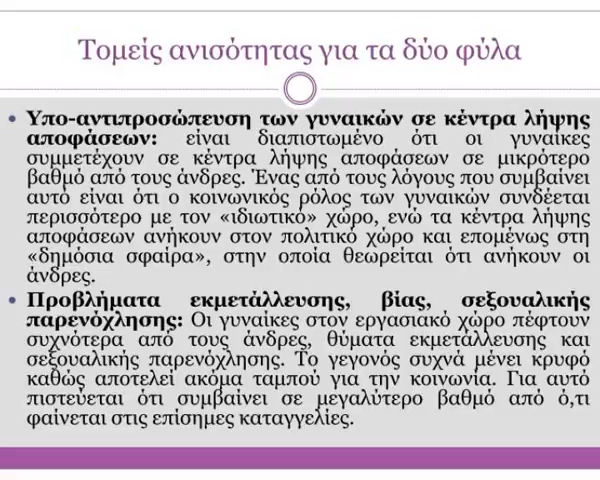 Τομείς ανισότητας για τα δύο φύλα
• Υπο-αντιπροσώπευση των γυναικών σε κέντρα λήψης
αποφάσεων: είναι διαπιστωμένο ότι οι γυναίκες
συμμετέχουν σε κέντρα λήψης αποφάσεων σε μικρότερο
βαθμό από τους άνδρες. Ένας από τους λόγους που συμβαίνει
αυτό είναι ότι ο κοινωνικός ρόλος των γυναικών συνδέεται
περισσότερο με τον «ιδιωτικό» χώρο, ενώ τα κέντρα λήψης
αποφάσεων ανήκουν στον πολιτικό χώρο και επομένως στη
«δημόσια σφαίρα», στην οποία θεωρείται ότι ανήκουν οι
άνδρες.
• Προβλήματα εκμετάλλευσης, βίας, σεξουαλικής
παρενόχλησης: Οι γυναίκες στον εργασιακό χώρο πέφτουν
συχνότερα από τους άνδρες, θύματα εκμετάλλευσης και
σεξουαλικής παρενόχλησης. Το γεγονός συχνά μένει κρυφό
καθώς αποτελεί ακόμα ταμπού για την κοινωνία. Για αυτό
πιστεύεται ότι συμβαίνει σε μεγαλύτερο βαθμό από ό,τι
φαίνεται στις επίσημες καταγγελίες.